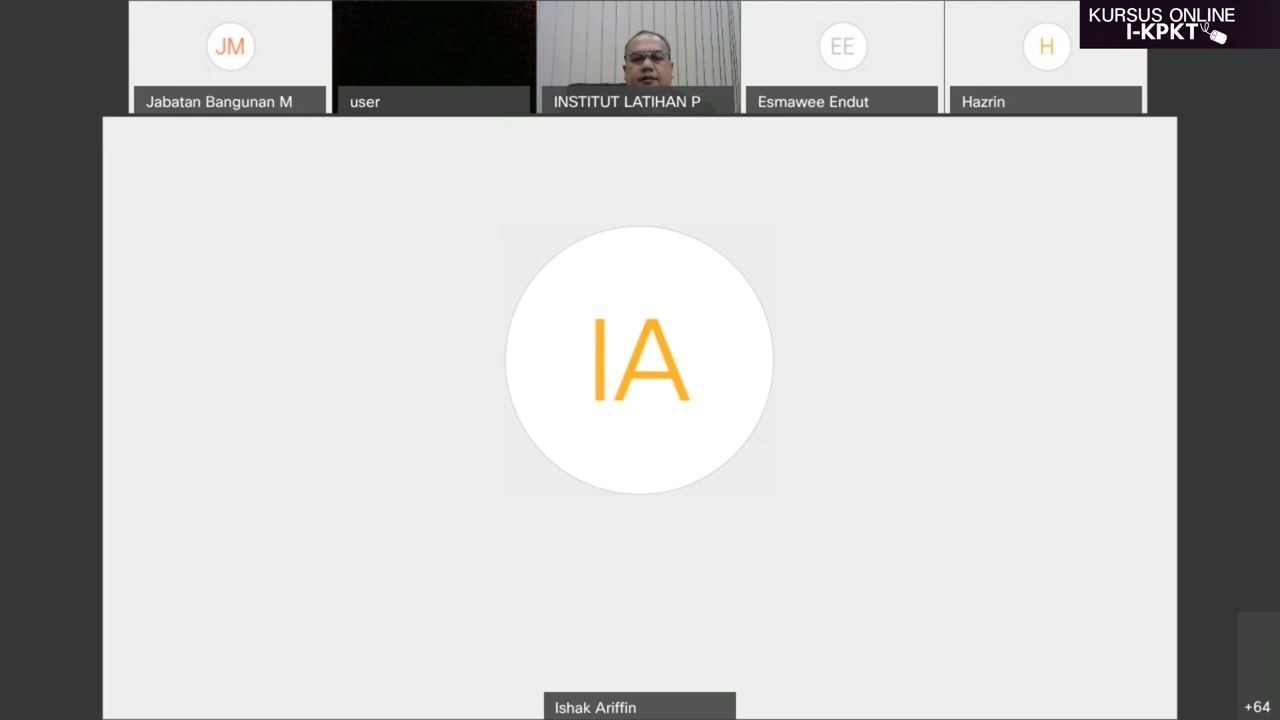 KURSUS ONLINE
I-KPKT
JM
EE
H
Jabatan Bangunan M
user
INSTITUT LATIHAN P
Esmawee Endut
Hazrin
IA
Ishak Ariffin
+64